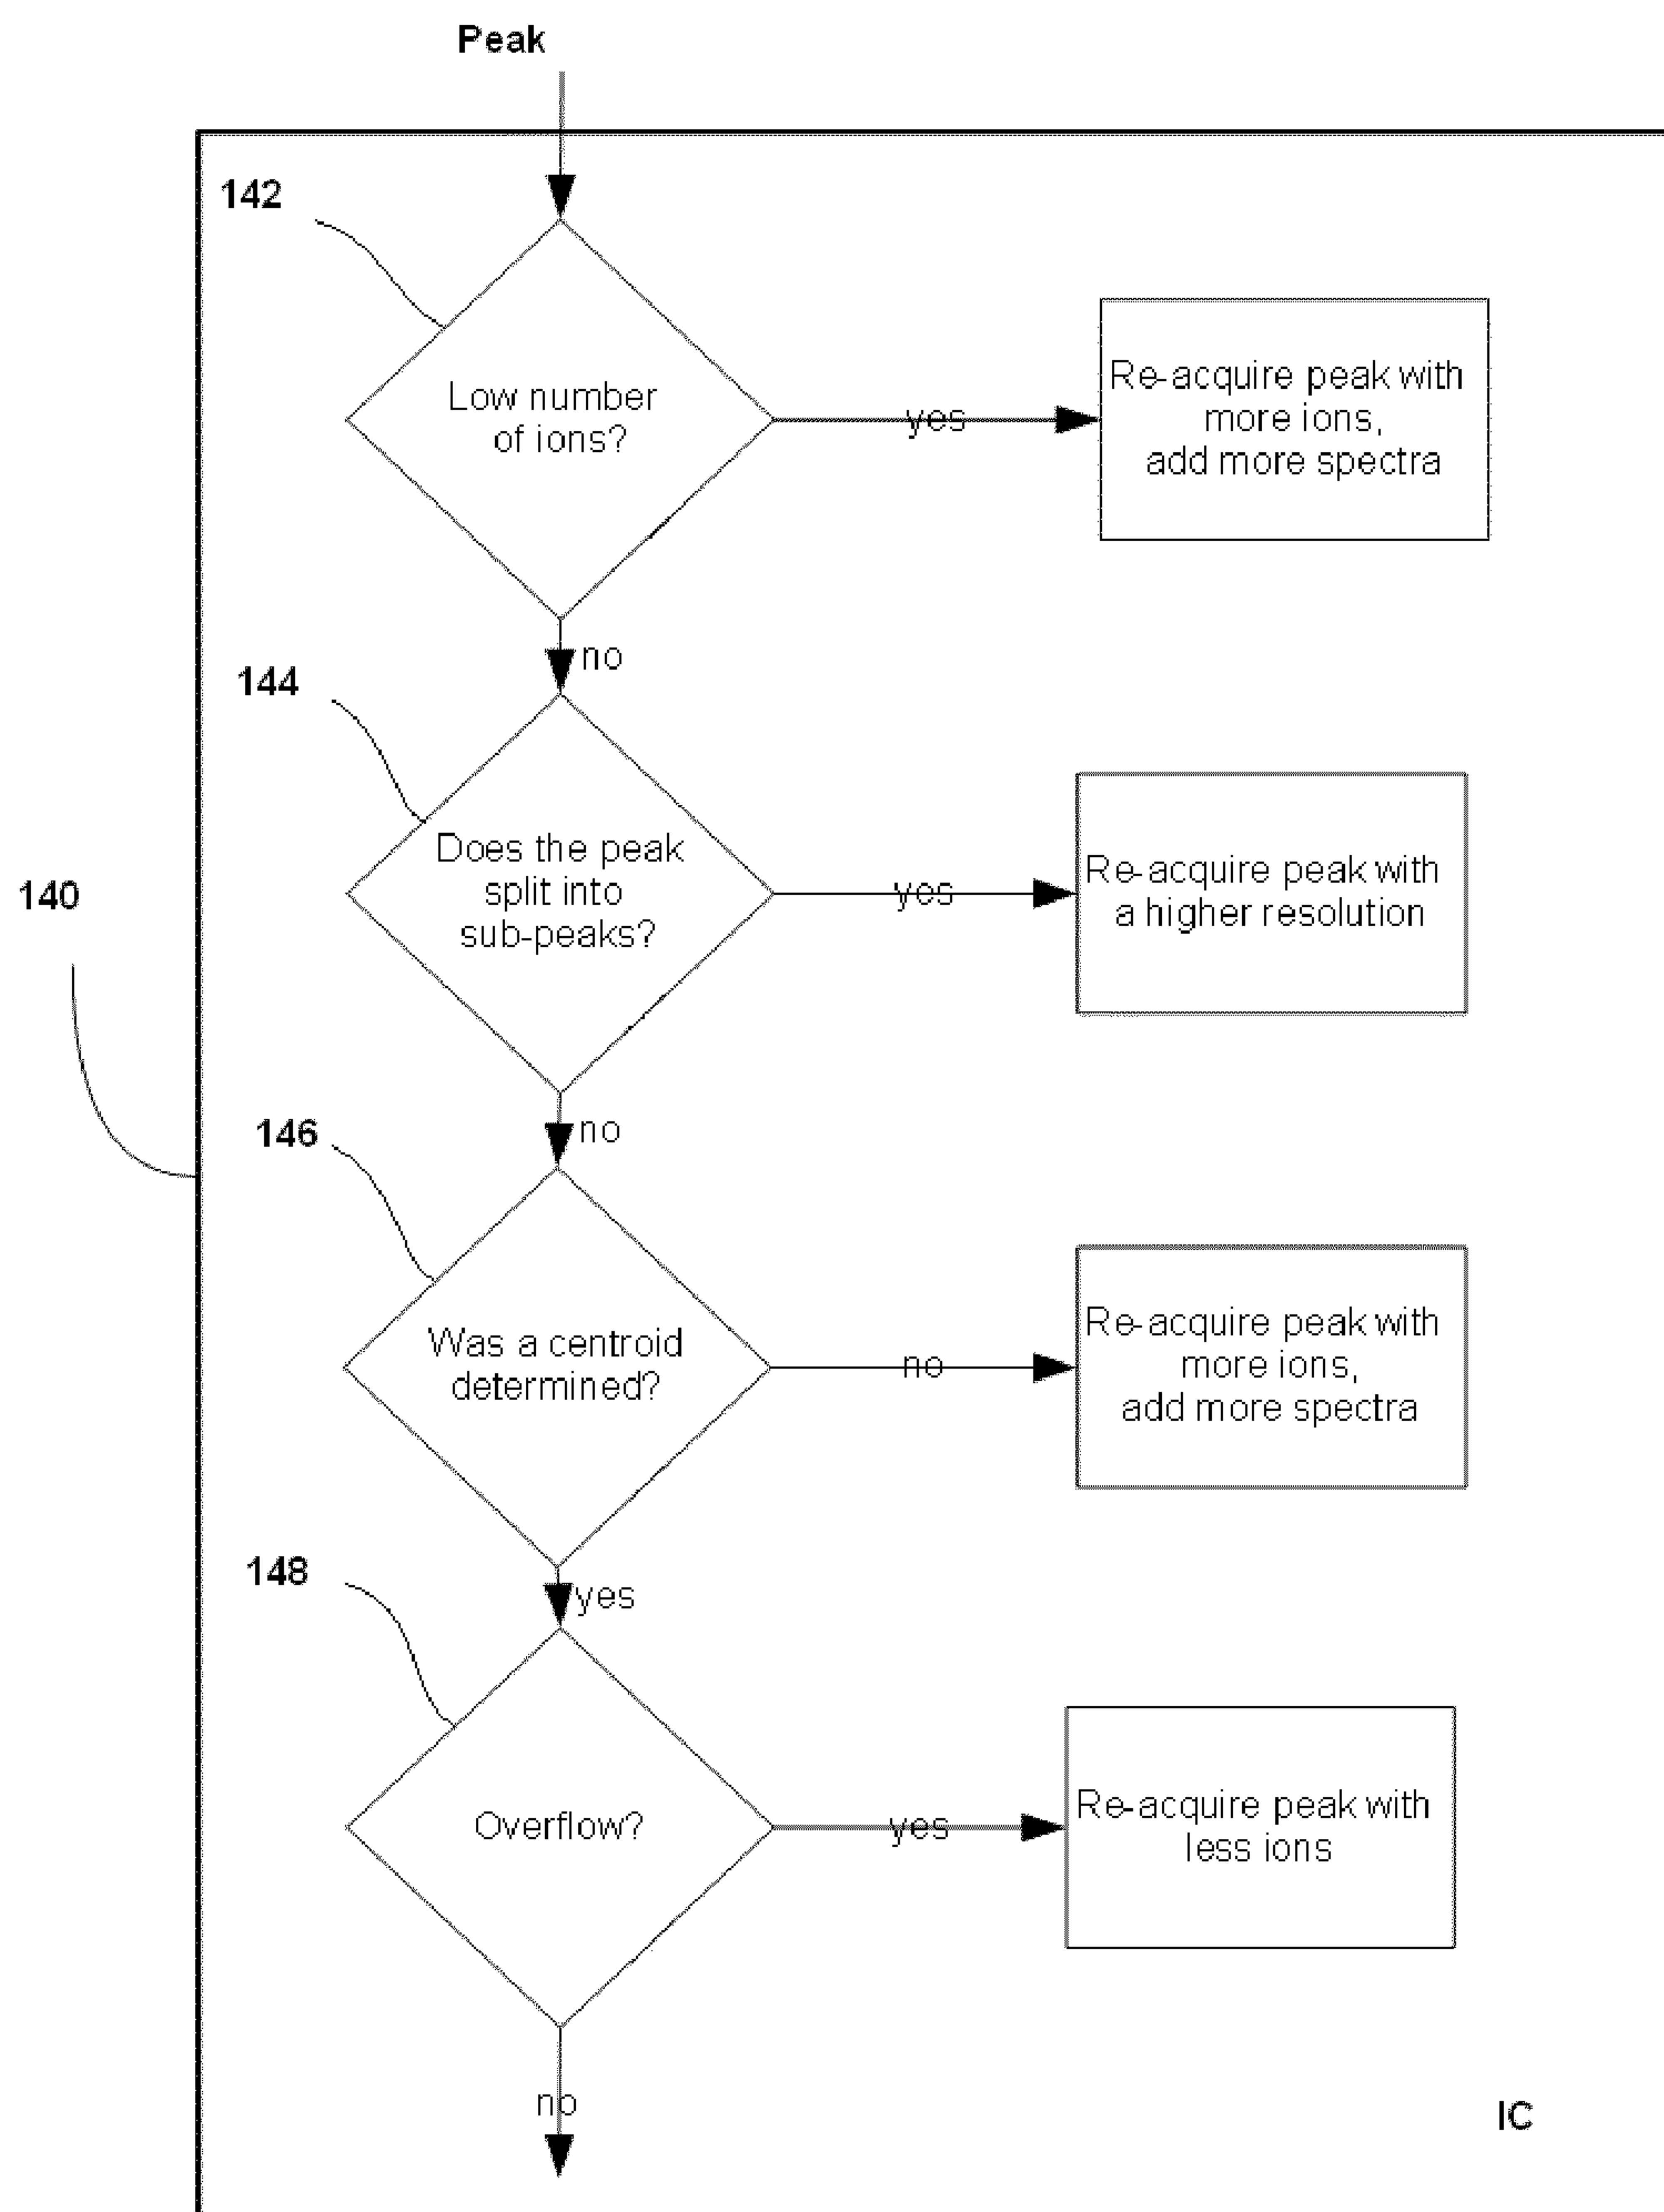 Peak
142
Low number
of ions?
yes
Re-acquire peak with
more ions,
add more spectra
no
144
Does the peak
split into
sub-peaks?
yes
Re-acquire peak with
a higher resolution
140
no
146
Was a centroid
determined?
no
Re-acquire peak with
more ions,
add more spectra
yes
148
Overflow?
yes
Re-acquire peak with
less ions
no
IC